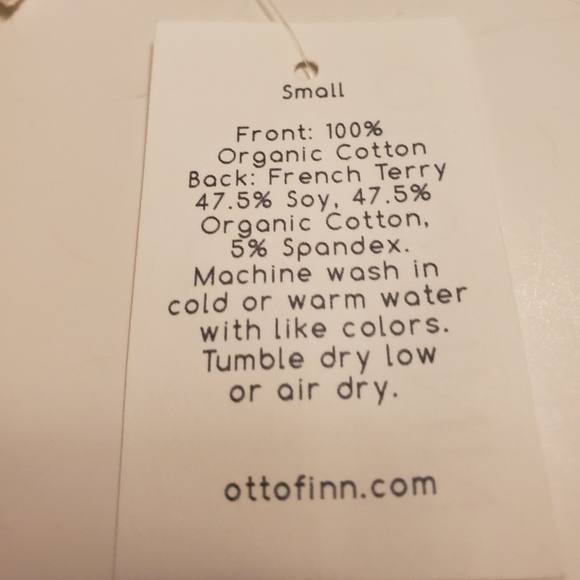 Small
Front: 100%
Organic Cotton
Back: French Terry
47.5% Soy, 47.5%
Organic Cotton,
5% Spandex.
Machine wash in
cold or warm water
with like colors.
Tumble dry low
or air dry.
ottofinn.com